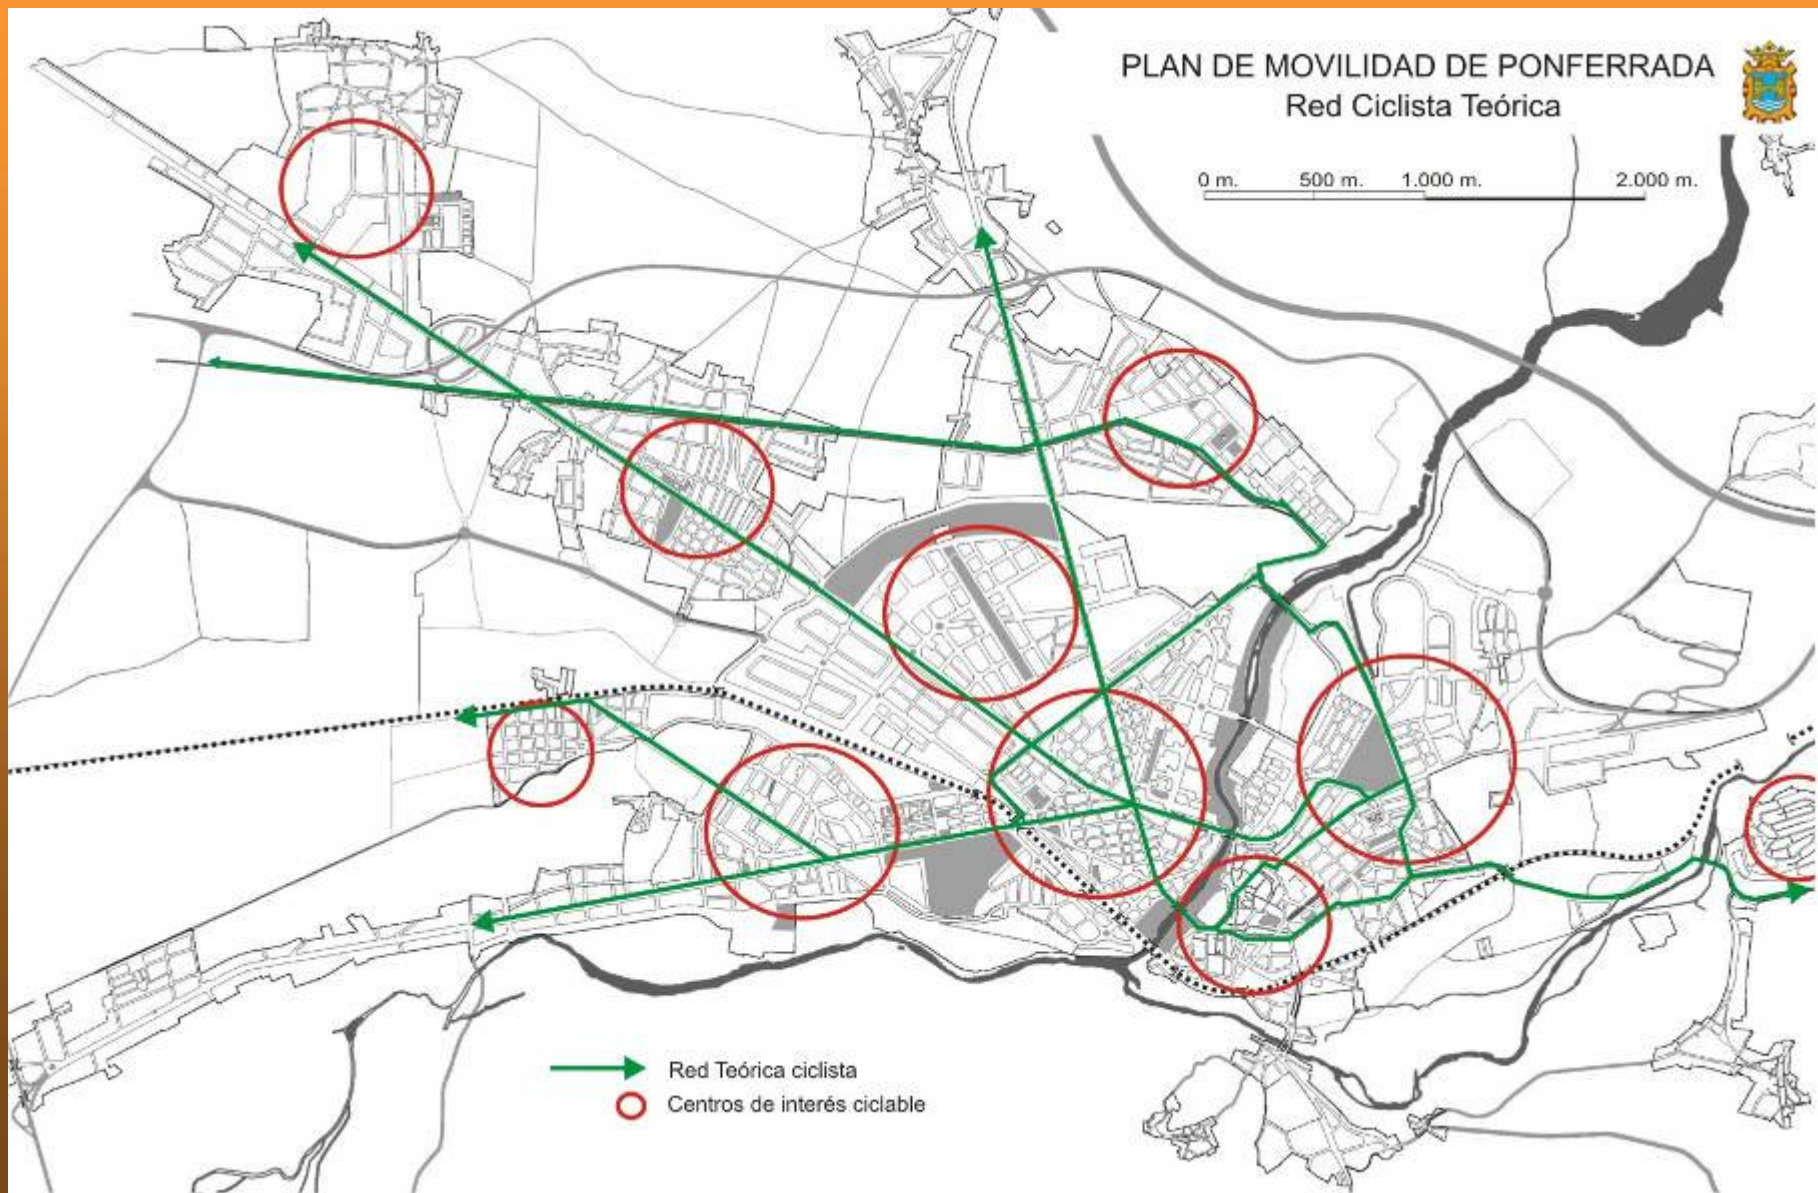 PLAN DE MOVILIDAD DE PONFERRADA
Red Ciclista Teórica
0 m. 500 m. 1.000 m. 2.000 m.
Red Teórica ciclista
Centros de interés ciclable